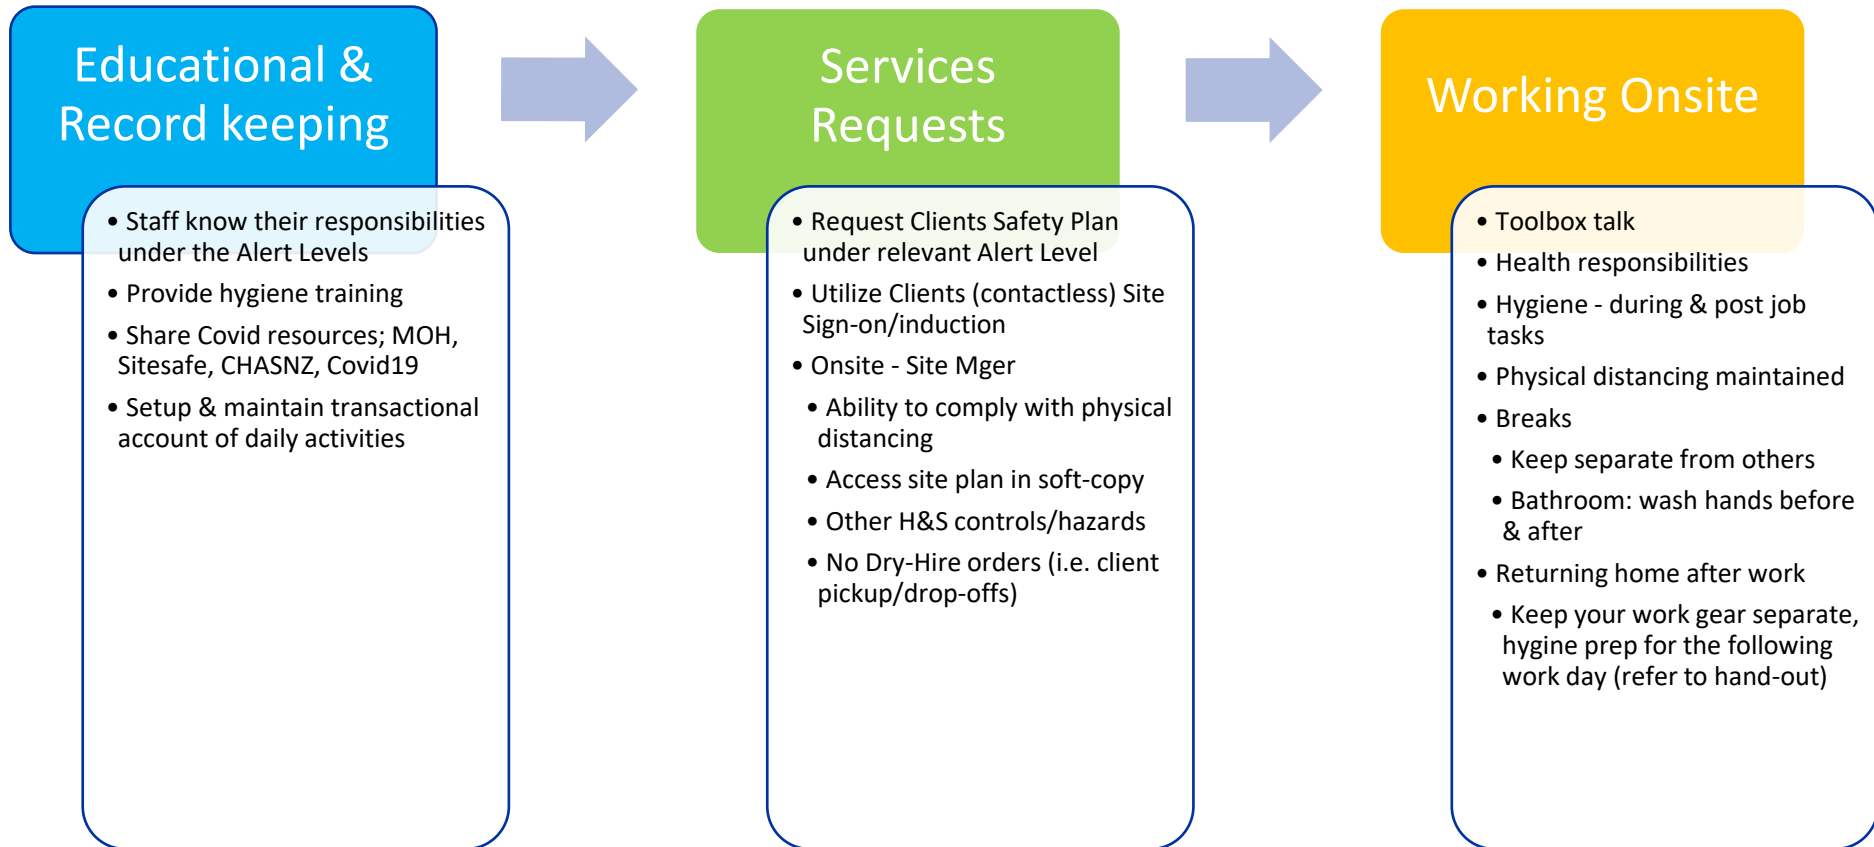 Educational &
Record keeping
• Staff know their responsibilities
under the Alert Levels
• Provide hygiene training
• Share Covid resources; MOH,
Sitesafe, CHASNZ, Covid19
• Setup & maintain transactional
account of daily activities
Services
Requests
• Request Clients Safety Plan
under relevant Alert Level
• Utilize Clients (contactless) Site
Sign-on/induction
• Onsite - Site Mger
• Ability to comply with physical
distancing
• Access site plan in soft-copy
• Other H&S controls/hazards
• No Dry-Hire orders (i.e. client
pickup/drop-offs)
Working Onsite
• Toolbox talk
• Health responsibilities
• Hygiene - during & post job
tasks
• Physical distancing maintained
• Breaks
• Keep separate from others
• Bathroom: wash hands before
& after
• Returning home after work
• Keep your work gear separate,
hygine prep for the following
work day (refer to hand-out)